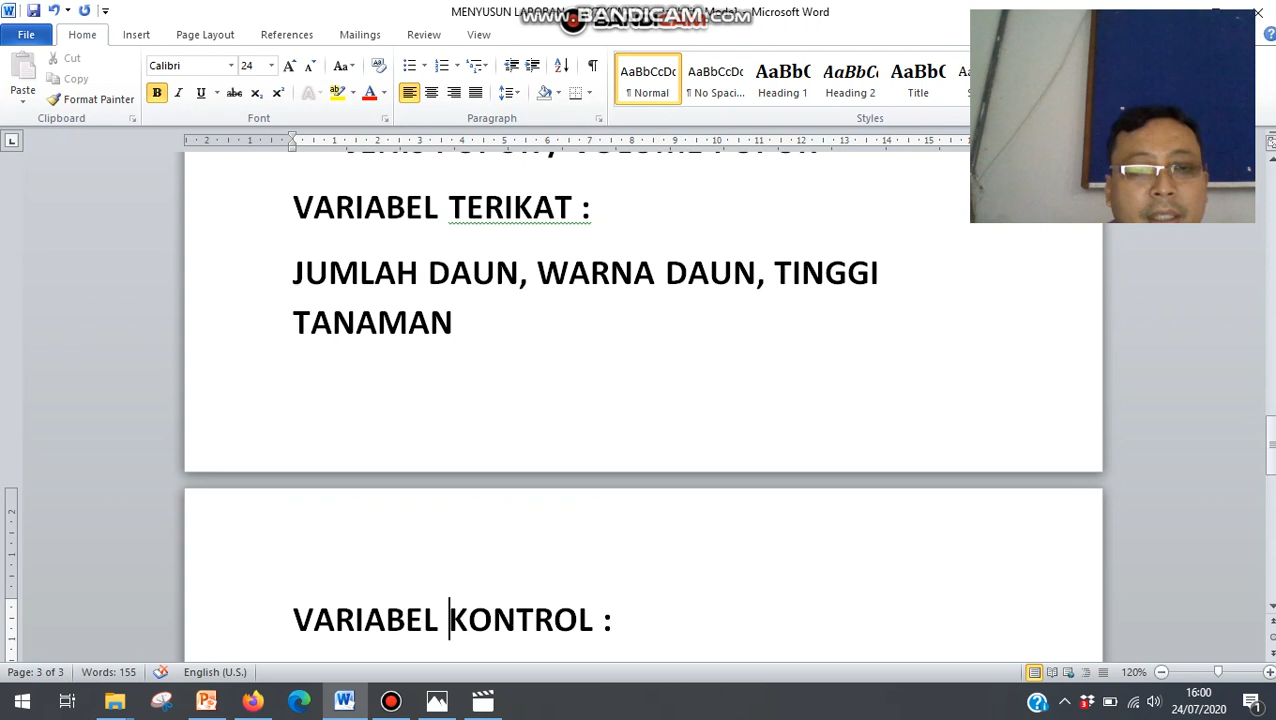 MENYUSUN LAPORAN
www.BANDICAM.com
Microsoft Word
File
Home
Insert
Page Layout
References
Mailings
Review
View
Cut
Copy
Paste
Format Painter
Clipboard
Calibri
24
Font
Paragraph
AaBbCcDc
¶ Normal
AaBbCcDc
¶ No Spaci...
AaBbC
Heading 1
AaBbCc
Heading 2
AaBbC
Title
Styles
VARIABEL TERIKAT :
JUMLAH DAUN, WARNA DAUN, TINGGI
TANAMAN
VARIABEL KONTROL :
Page: 3 of 3
Words: 155
English (U.S.)
120%
16:00
24/07/2020